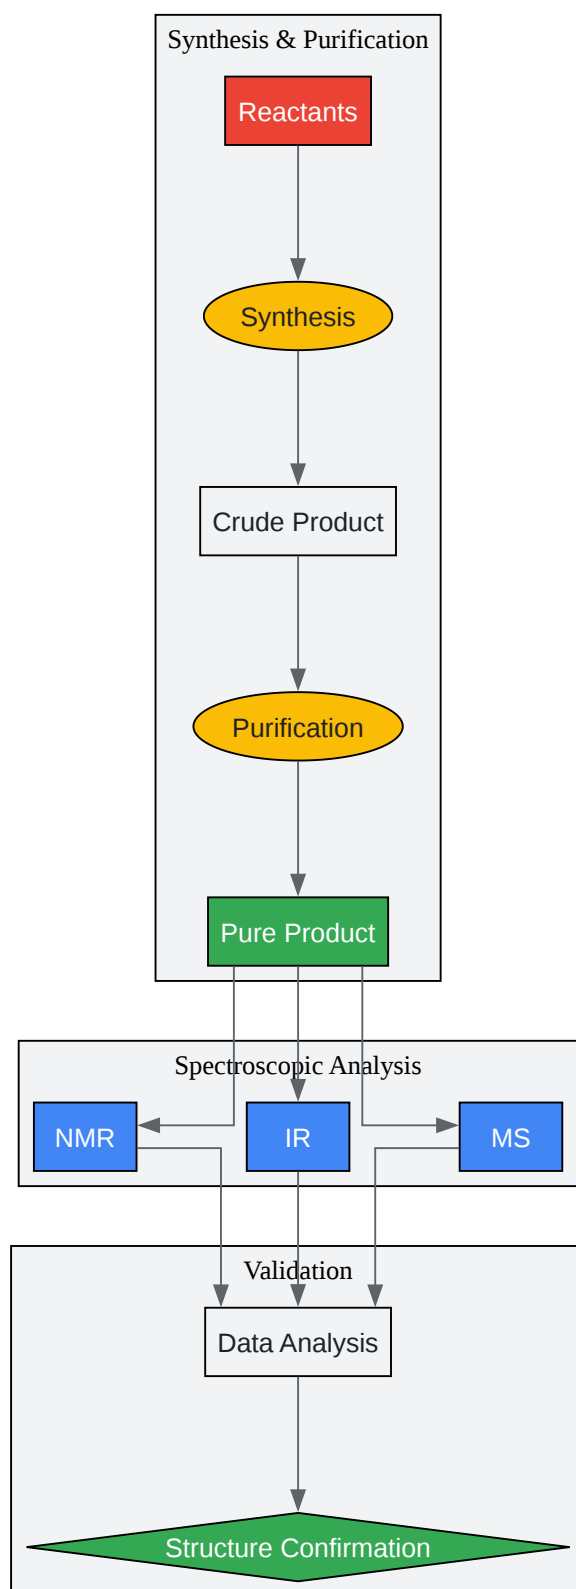 Synthesis & Purification
Reactants
Synthesis
Crude Product
Purification
Pure Product
Spectroscopic Analysis
NMR
IR
MS
Validation
Data Analysis
Structure Confirmation